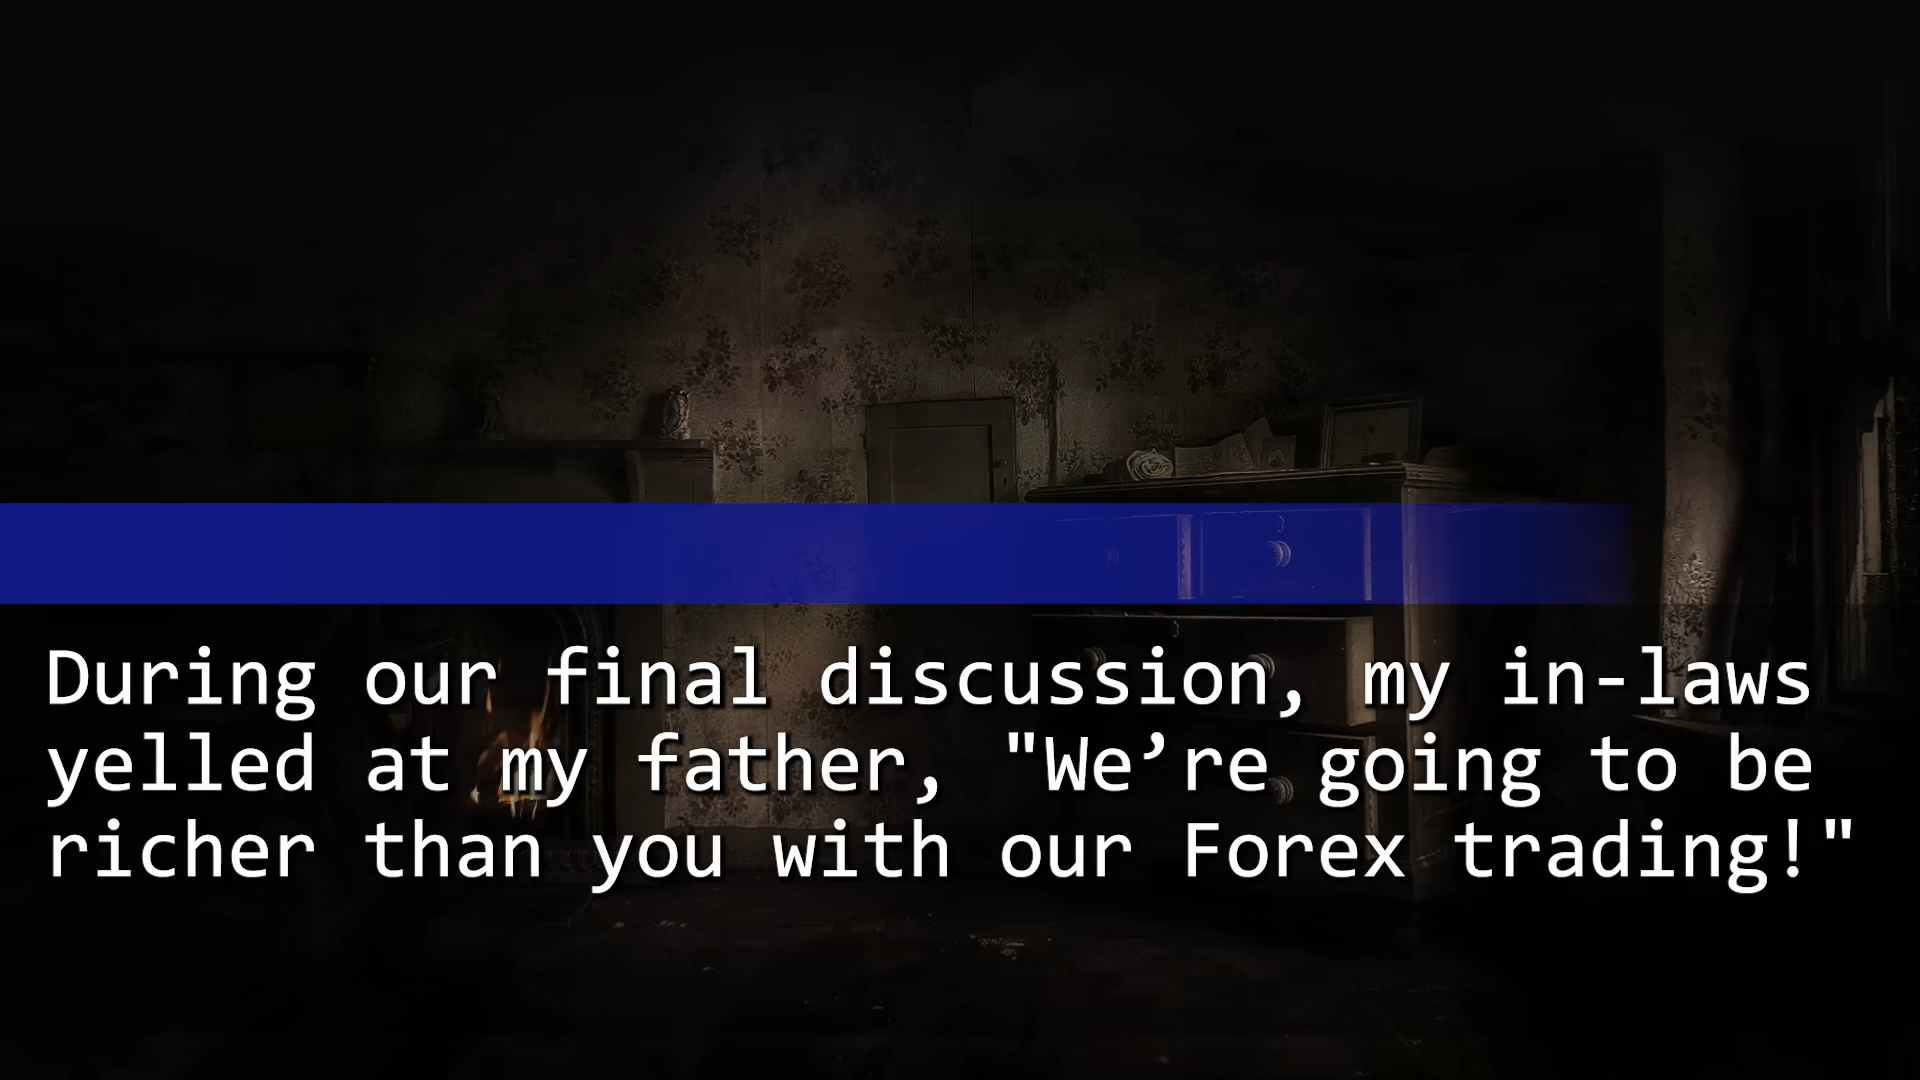 During our final discussion, my in-laws
yelled at my father, "We’re going to be
richer than you with our Forex trading!"